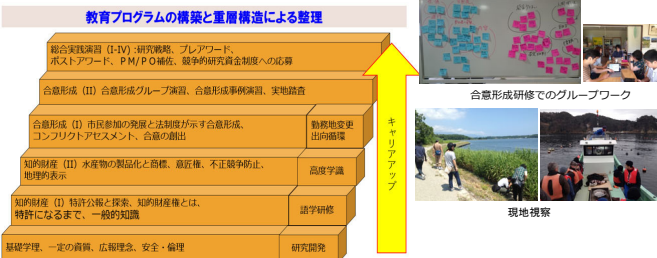 教育プログラムの構築と重層構造による整理
総合実践演習（I-IV）:研究戦略、プレアワード、
ポストアワード、ＰＭ/ＰＯ補佐、競争的研究資金制度への応募
合意形成（II）合意形成グループ演習、合意形成事例演習、実地踏査
合意形成（I）市民参加の発展と法制度が示す合意形成、
コンフリクトアセスメント、合意の創出
勤務地変更
出向循環
知的財産（II）水産物の製品化と商標、意匠権、不正競争防止、
地理的表示
高度学識
知的財産（I）特許公報と探索、知的財産権とは、
特許になるまで、一般的知識
語学研修
基礎学理、一定の資質、広報理念、安全・倫理
研究開発
キャリアアップ
合意形成研修でのグループワーク
現地視察